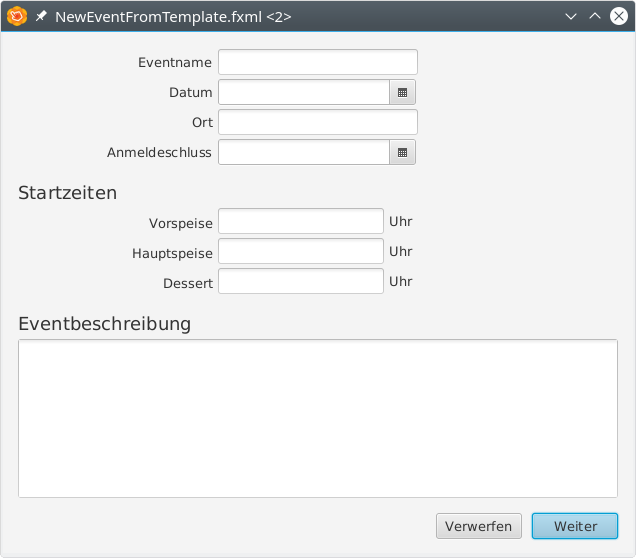 NewEventFromTemplate.fxml <2>
Eventname
Datum
Ort
Anmeldeschluss
Startzeiten
Vorspeise Uhr
Hauptspeise Uhr
Dessert Uhr
Eventbeschreibung
Verwerfen Weiter